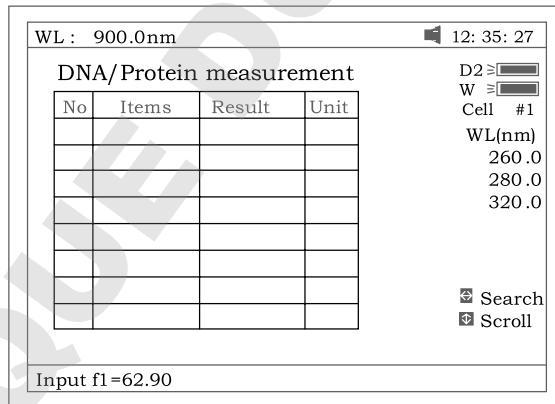 WL : 900.0nm
12: 35: 27
DNA/Protein measurement
No Items Result Unit
D2
W
Cell #1
WL(nm)
260.0
280.0
320.0
Search
Scroll
Input f1=62.90
QUE D